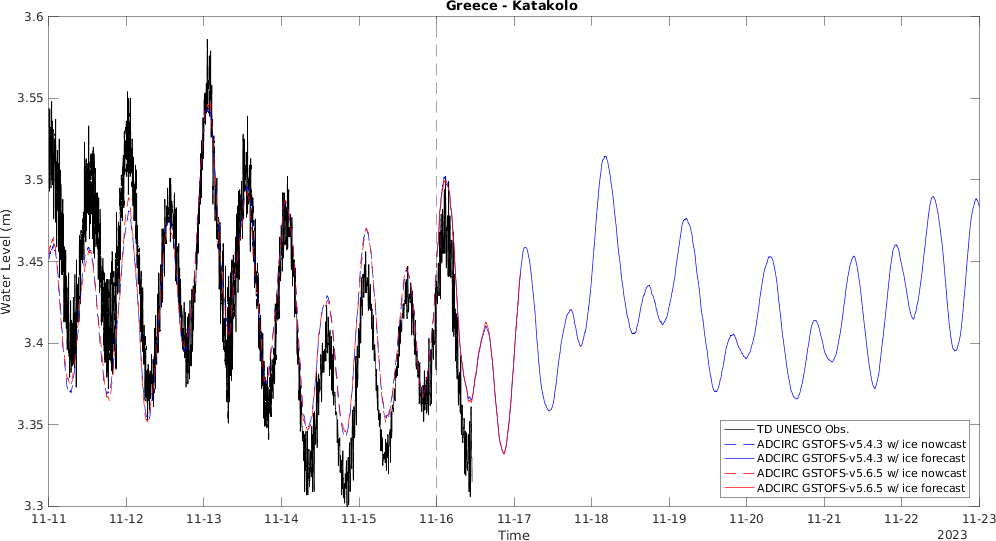 Greece - Katakolo
3.6
3.55
3.5
3.45
3.4
3.35
3.3
Water Level (m)
TD UNESCO Obs.
ADCIRC GSTOFS-v5.4.3 w/ ice nowcast
ADCIRC GSTOFS-v5.4.3 w/ ice forecast
ADCIRC GSTOFS-v5.6.5 w/ ice nowcast
ADCIRC GSTOFS-v5.6.5 w/ ice forecast
11-11 11-12 11-13 11-14 11-15 11-16 11-17 11-18 11-19 11-20 11-21 11-22 11-23
Time
2023